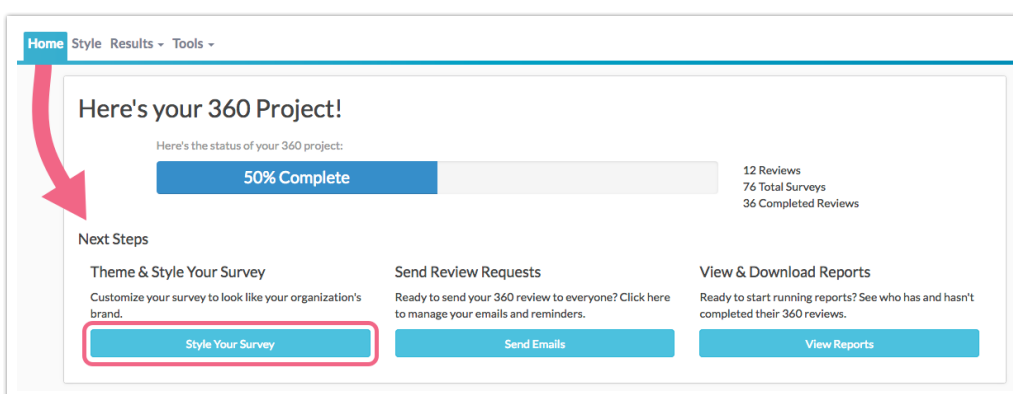 Home Style Results Tools
Here's your 360 Project!
Here's the status of your 360 project:
50% Complete
12 Reviews
76 Total Surveys
36 Completed Reviews
Next Steps
Theme & Style Your Survey
Customize your survey to look like your organization's
brand.
Style Your Survey
Send Review Requests
Ready to send your 360 review to everyone? Click here
to manage your emails and reminders.
Send Emails
View & Download Reports
Ready to start running reports? See who has and hasn't
completed their 360 reviews.
View Reports